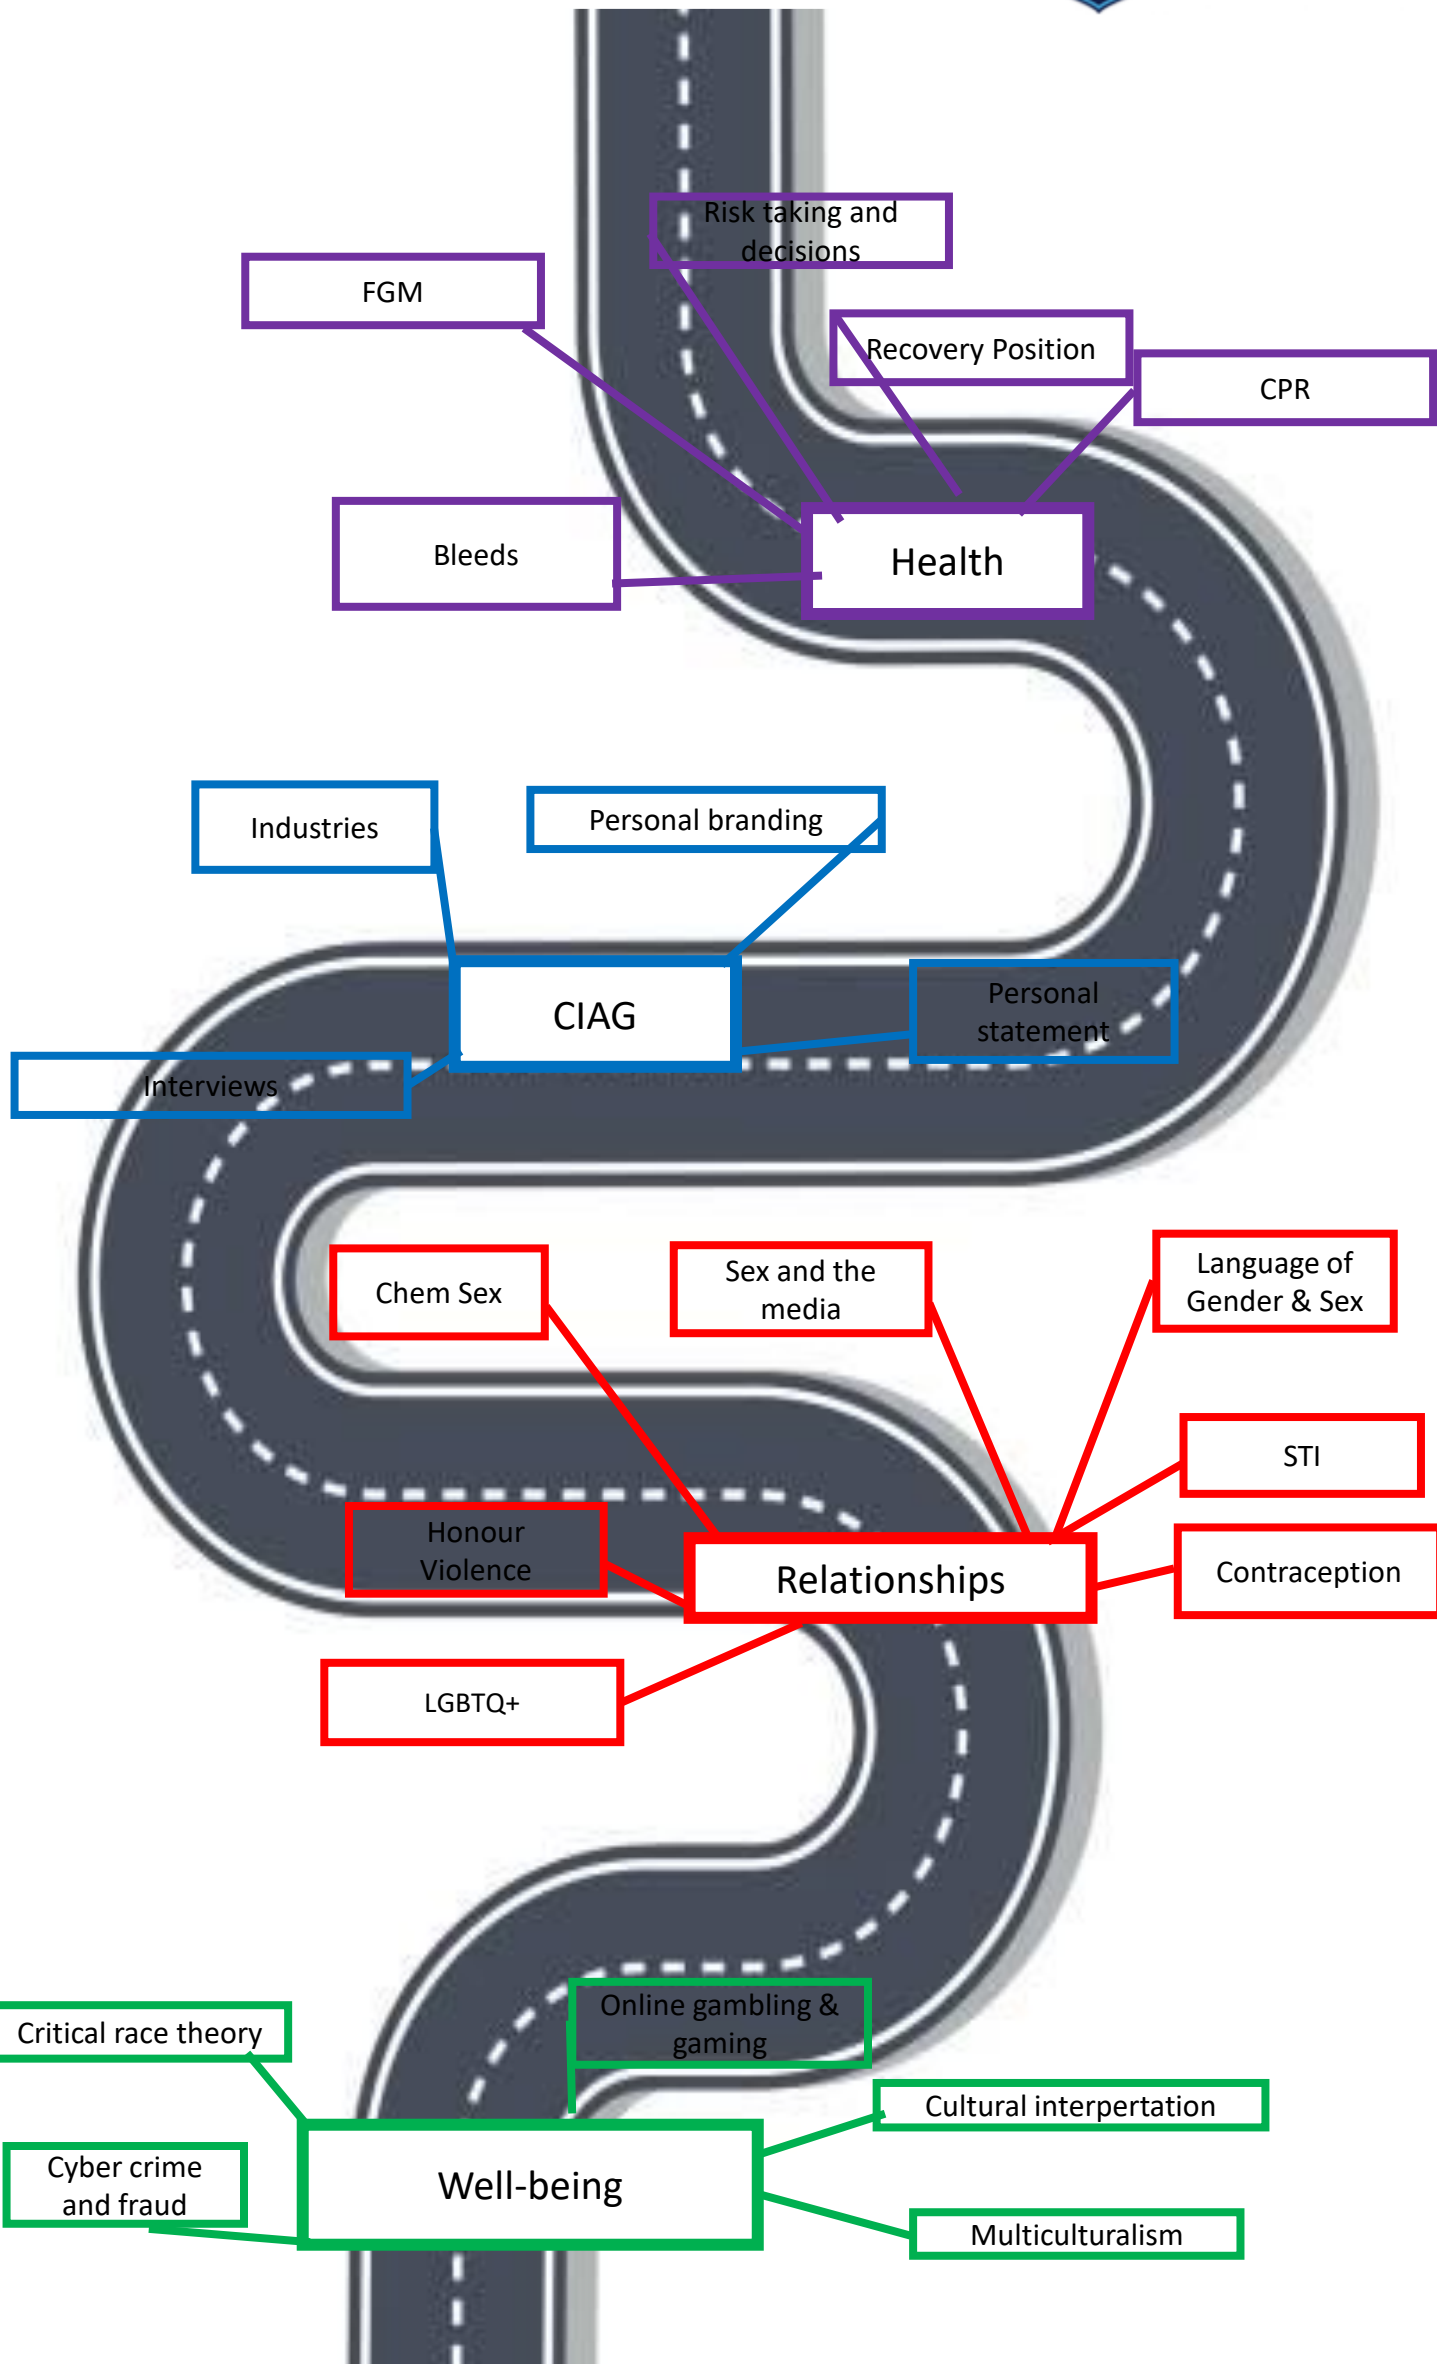 Risk taking and
decisions
FGM
Recovery Position
CPR
Bleeds
Health
Industries
Personal branding
CIAG
Personal
statement
Interviews
Chem Sex
Sex and the
media
Language of
Gender & Sex
STI
Honour
Violence
Relationships
Contraception
LGBTQ+
Online gambling &
gaming
Critical race theory
Cultural interpertation
Cyber crime
and fraud
Well-being
Multiculturalism